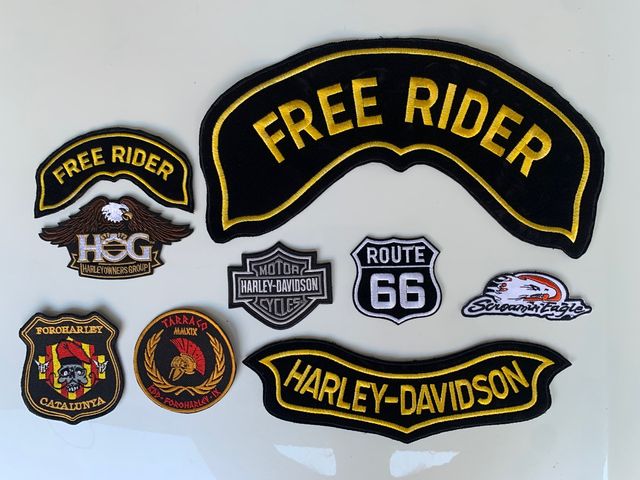 FREE RIDER
FREE RIDER
HOG
HARLEY OWNERS GROUP
MOTOR
HARLEY-DAVIDSON
CYCLES
ROUTE
66
Screamin' Eagle
FOROHARLEY
CATALUNYA
TARRACO
MMXIX
HARLEY-DAVIDSON